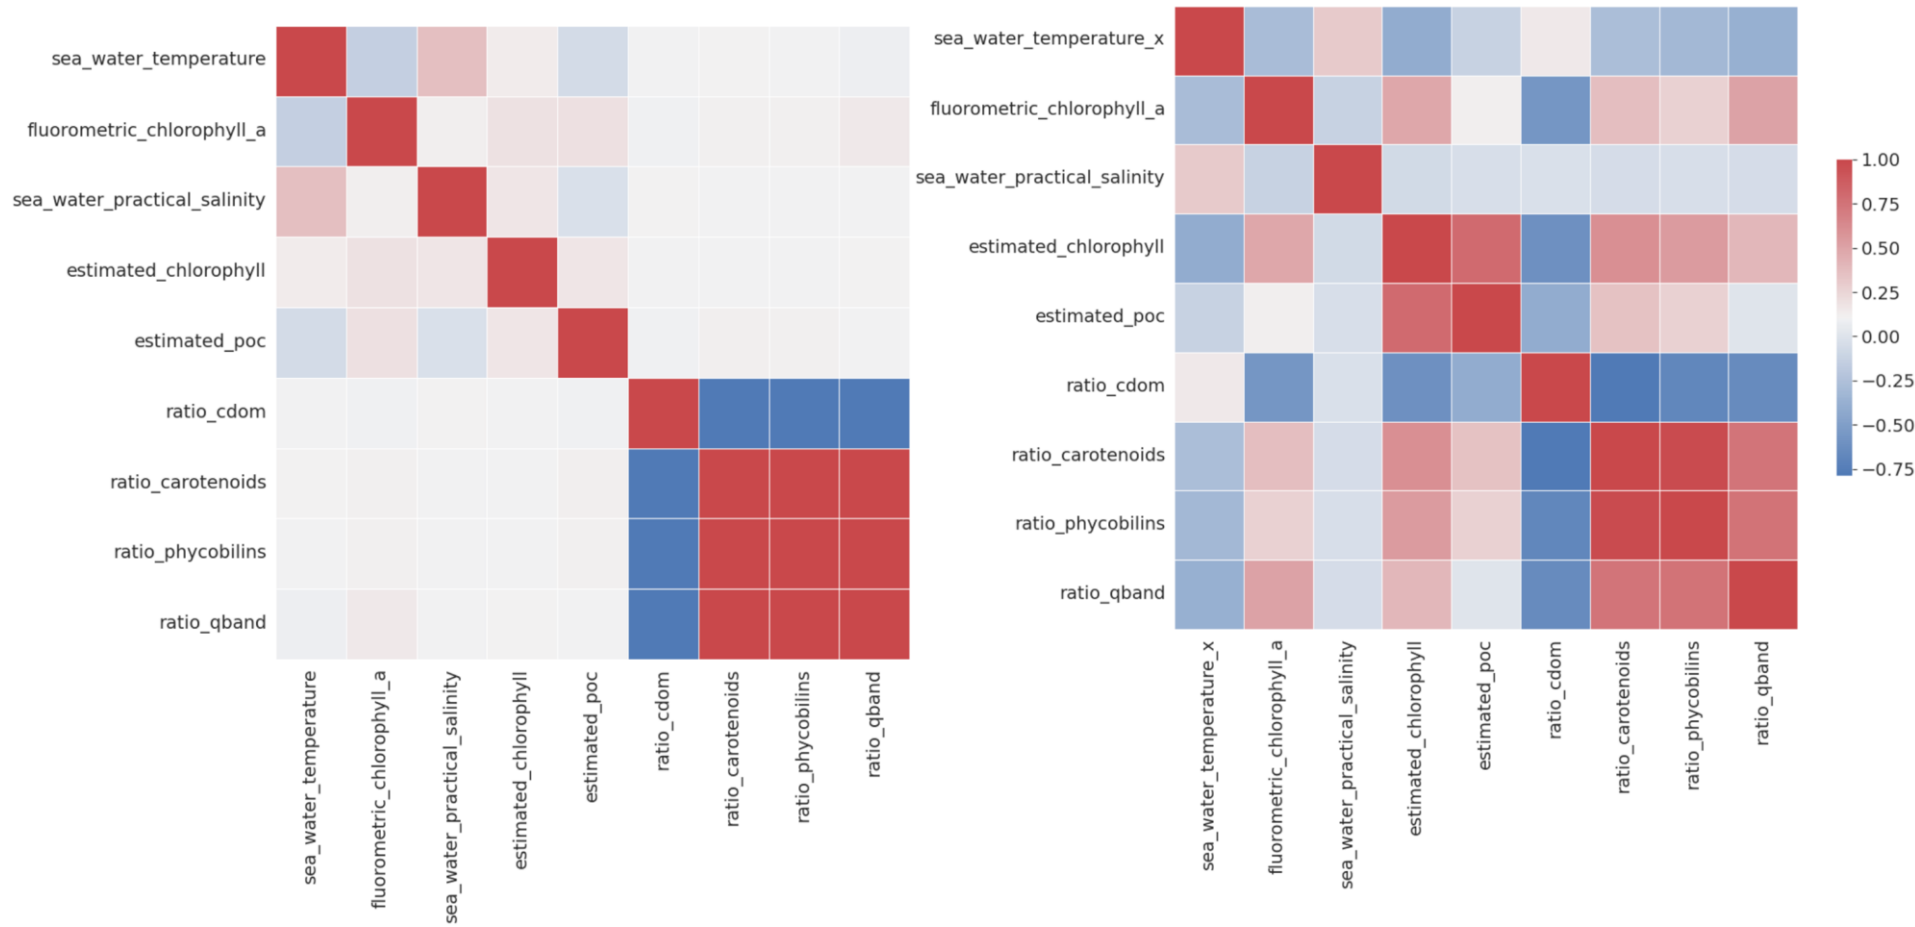 sea_water_temperature
fluorometric_chlorophyll_a
sea_water_practical_salinity
estimated_chlorophyll
estimated_poc
ratio_cdom
ratio_carotenoids
ratio_phycobilins
ratio_qband
sea_water_temperature
fluorometric_chlorophyll_a
sea_water_practical_salinity
estimated_chlorophyll
estimated_poc
ratio_cdom
ratio_carotenoids
ratio_phycobilins
ratio_qband
sea_water_temperature_x
fluorometric_chlorophyll_a
sea_water_practical_salinity
estimated_chlorophyll
estimated_poc
ratio_cdom
ratio_carotenoids
ratio_phycobilins
ratio_qband
sea_water_temperature_x
fluorometric_chlorophyll_a
sea_water_practical_salinity
estimated_chlorophyll
estimated_poc
ratio_cdom
ratio_carotenoids
ratio_phycobilins
ratio_qband
1.00
0.75
0.50
0.25
0.00
−0.25
−0.50
−0.75